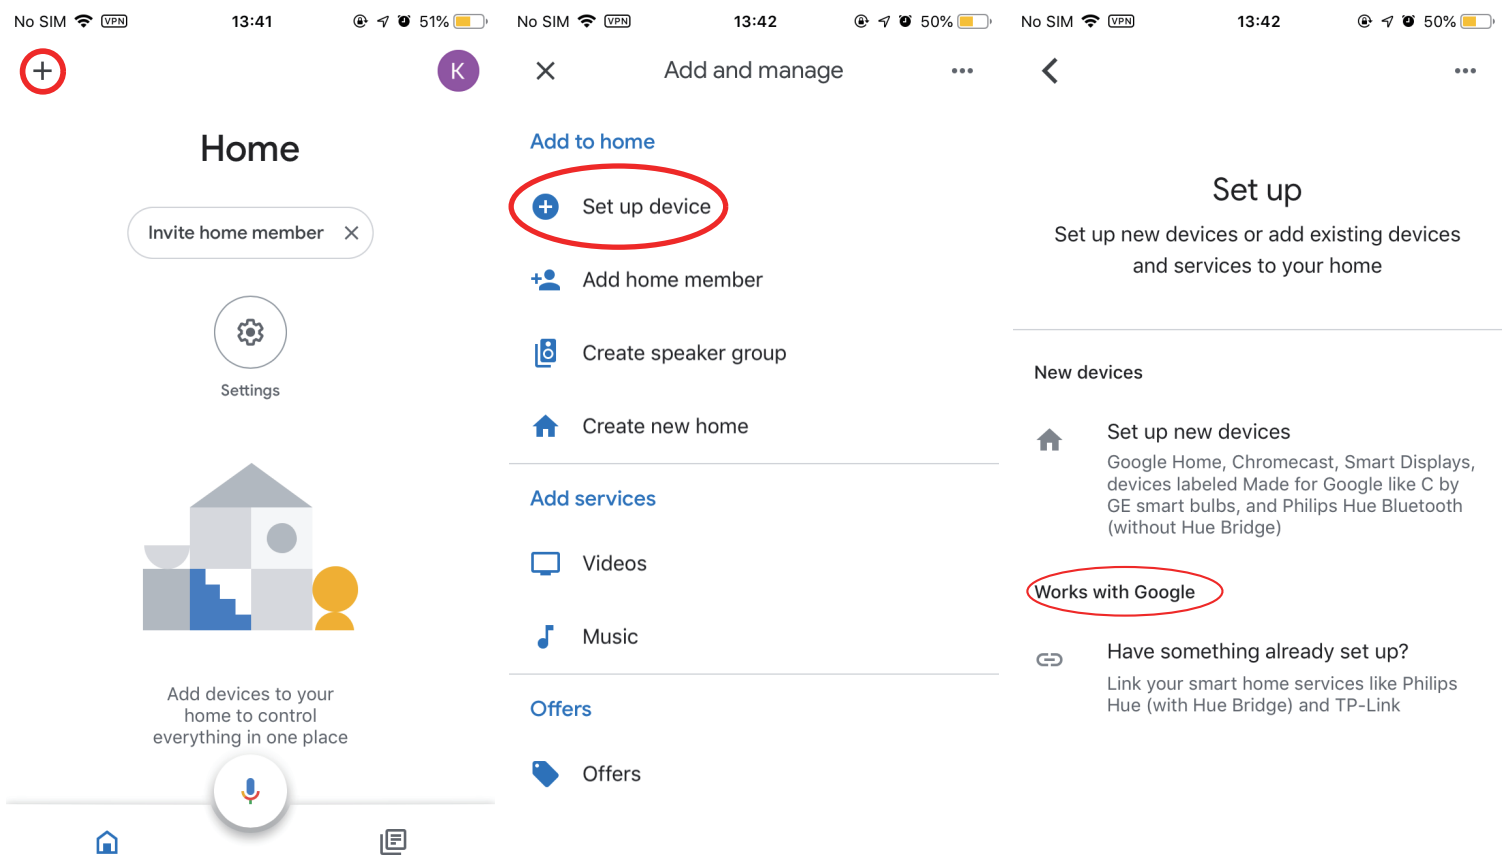 No SIM VPN 13:41 51%
K
Home
Invite home member
Settings
Add devices to your
home to control
everything in one place
No SIM VPN 13:42 50%
Add and manage
Add to home
Set up device
Add home member
Create speaker group
Create new home
Add services
Videos
Music
Offers
Offers
No SIM VPN 13:42 50%
Set up
Set up new devices or add existing devices
and services to your home
New devices
Set up new devices
Google Home, Chromecast, Smart Displays,
devices labeled Made for Google like C by
GE smart bulbs, and Philips Hue Bluetooth
(without Hue Bridge)
Works with Google
Have something already set up?
Link your smart home services like Philips
Hue (with Hue Bridge) and TP-Link